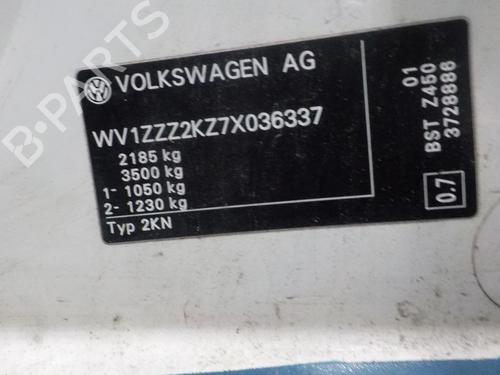 VOLKSWAGEN AG
WV1ZZZ2KZ7X036337
2185 kg
3500 kg
1- 1050 kg
2- 1230 kg
Typ 2KN
01
BST Z450
3728886
0.7
B-PARTS